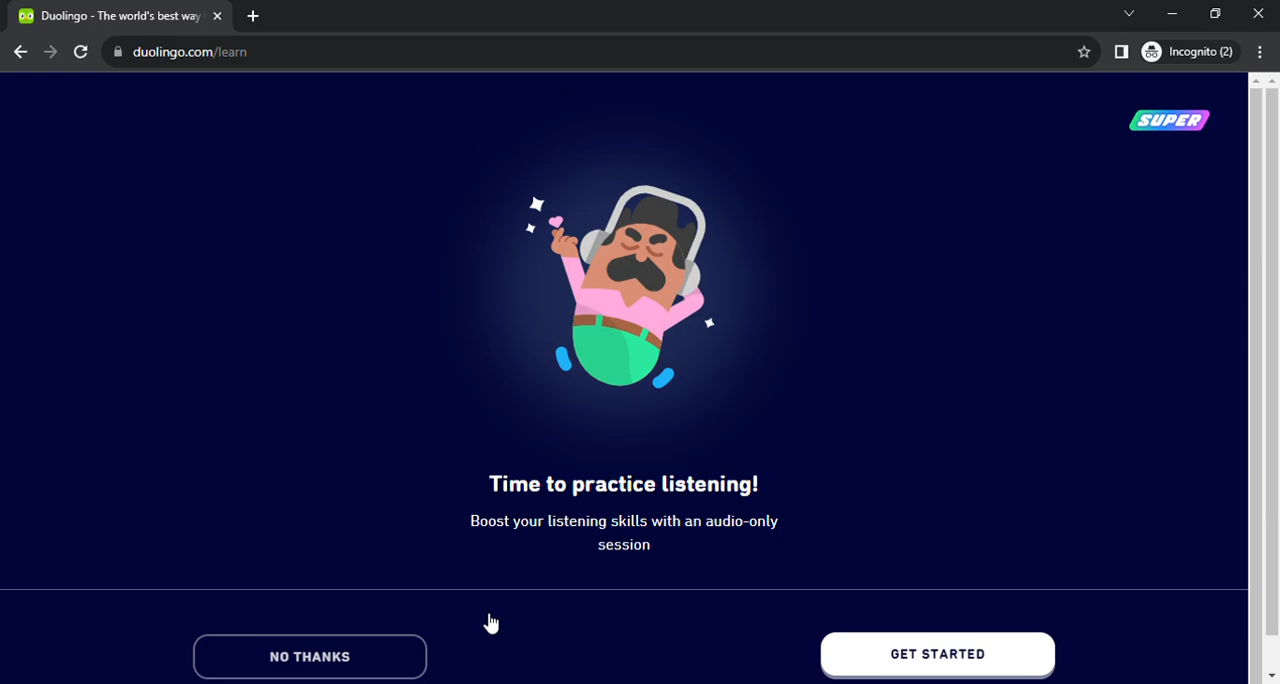 Duolingo - The world's best way
duolingo.com/learn
Incognito (2)
SUPER
Time to practice listening!
Boost your listening skills with an audio-only
session
NO THANKS
GET STARTED